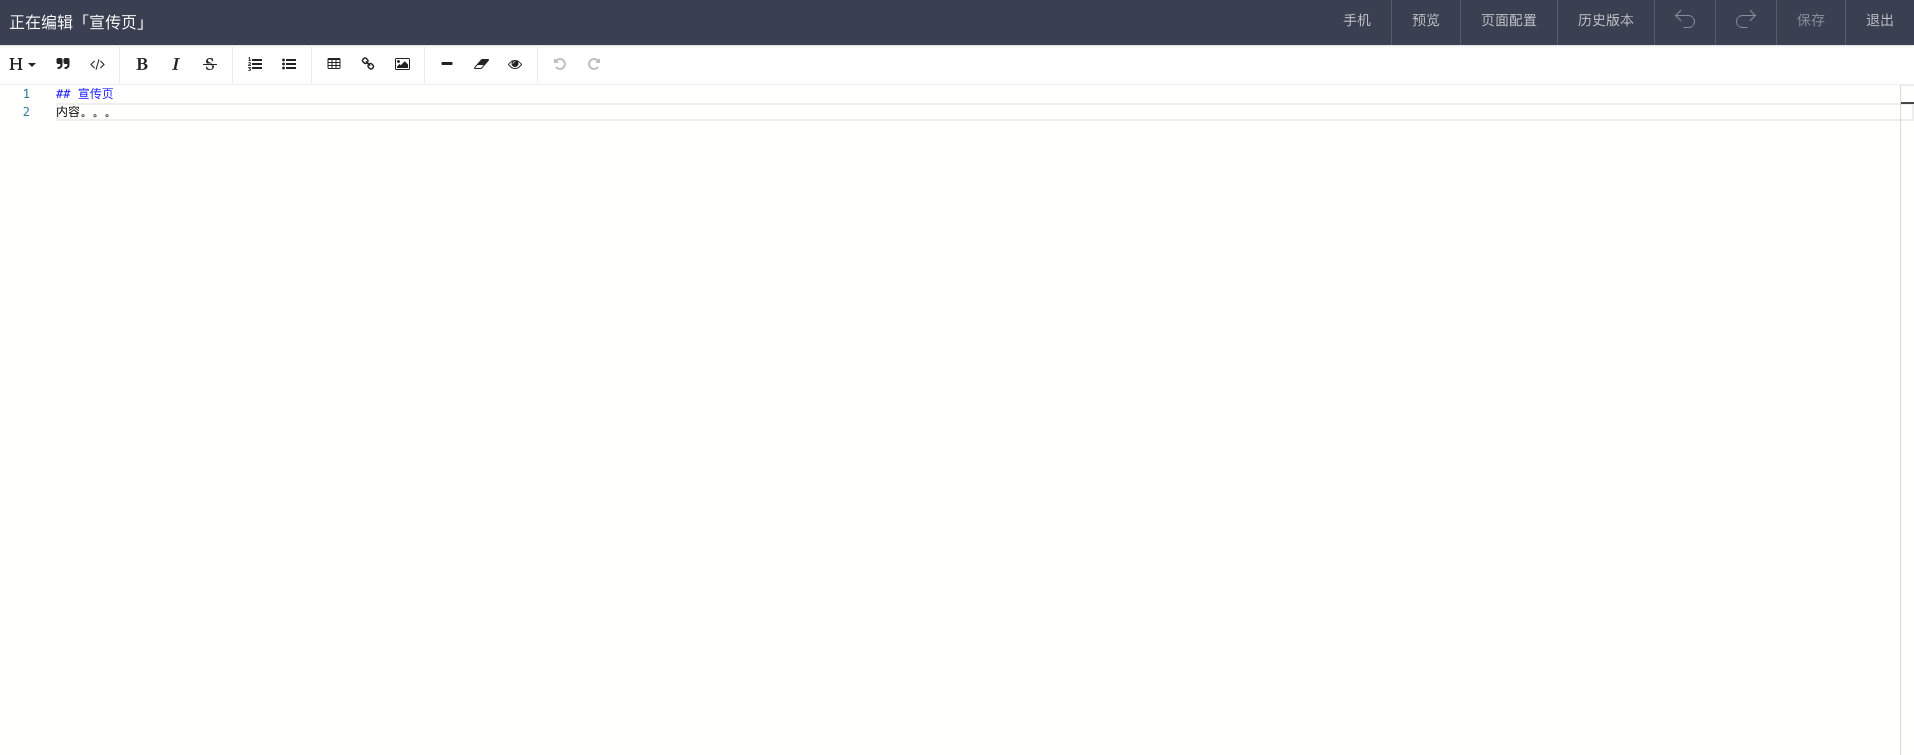 正在编辑「宣传页」
手机 预览 页面配置 历史版本 保存 退出
H B I S
1 ## 宣传页
2 内容。。。